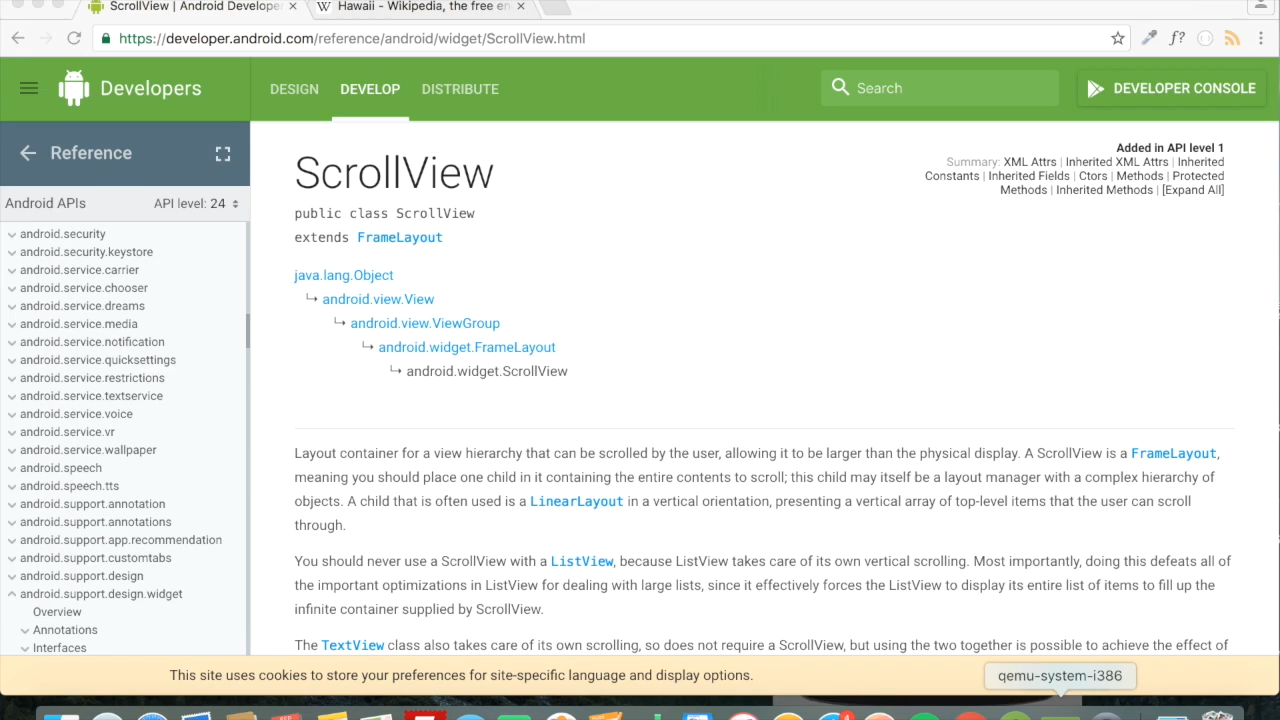 ScrollView | Android Developer
Hawaii - Wikipedia, the free en
https://developer.android.com/reference/android/widget/ScrollView.html
f?
Developers
DESIGN
DEVELOP
DISTRIBUTE
Search
DEVELOPER CONSOLE
Reference
Android APIs
API level: 24
android.security
android.security.keystore
android.service.carrier
android.service.chooser
android.service.dreams
android.service.media
android.service.notification
android.service.quicksettings
android.service.restrictions
android.service.textservice
android.service.voice
android.service.vr
android.service.wallpaper
android.speech
android.speech.tts
android.support.annotation
android.support.annotations
android.support.app.recommendation
android.support.customtabs
android.support.design
android.support.design.widget
Overview
Annotations
Interfaces
ScrollView
Added in API level 1
Summary: XML Attrs | Inherited XML Attrs | Inherited
Constants | Inherited Fields | Ctors | Methods | Protected
Methods | Inherited Methods | [Expand All]
public class ScrollView
extends FrameLayout
java.lang.Object
↳ android.view.View
↳ android.view.ViewGroup
↳ android.widget.FrameLayout
↳ android.widget.ScrollView
Layout container for a view hierarchy that can be scrolled by the user, allowing it to be larger than the physical display. A ScrollView is a FrameLayout,
meaning you should place one child in it containing the entire contents to scroll; this child may itself be a layout manager with a complex hierarchy of
objects. A child that is often used is a LinearLayout in a vertical orientation, presenting a vertical array of top-level items that the user can scroll
through.
You should never use a ScrollView with a ListView, because ListView takes care of its own vertical scrolling. Most importantly, doing this defeats all of
the important optimizations in ListView for dealing with large lists, since it effectively forces the ListView to display its entire list of items to fill up the
infinite container supplied by ScrollView.
The TextView class also takes care of its own scrolling, so does not require a ScrollView, but using the two together is possible to achieve the effect of
This site uses cookies to store your preferences for site-specific language and display options.
qemu-system-i386